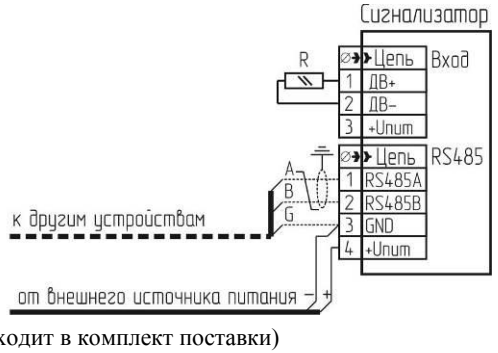 Сигнализатор
R
Цепь Вход
1 ДВ+
2 ДВ–
3 +Uпит
Цепь RS485
A 1 RS485A
B 2 RS485B
G 3 GND
4 +Uпит
к другим устройствам
от внешнего источника питания – +
ходит в комплект поставки)